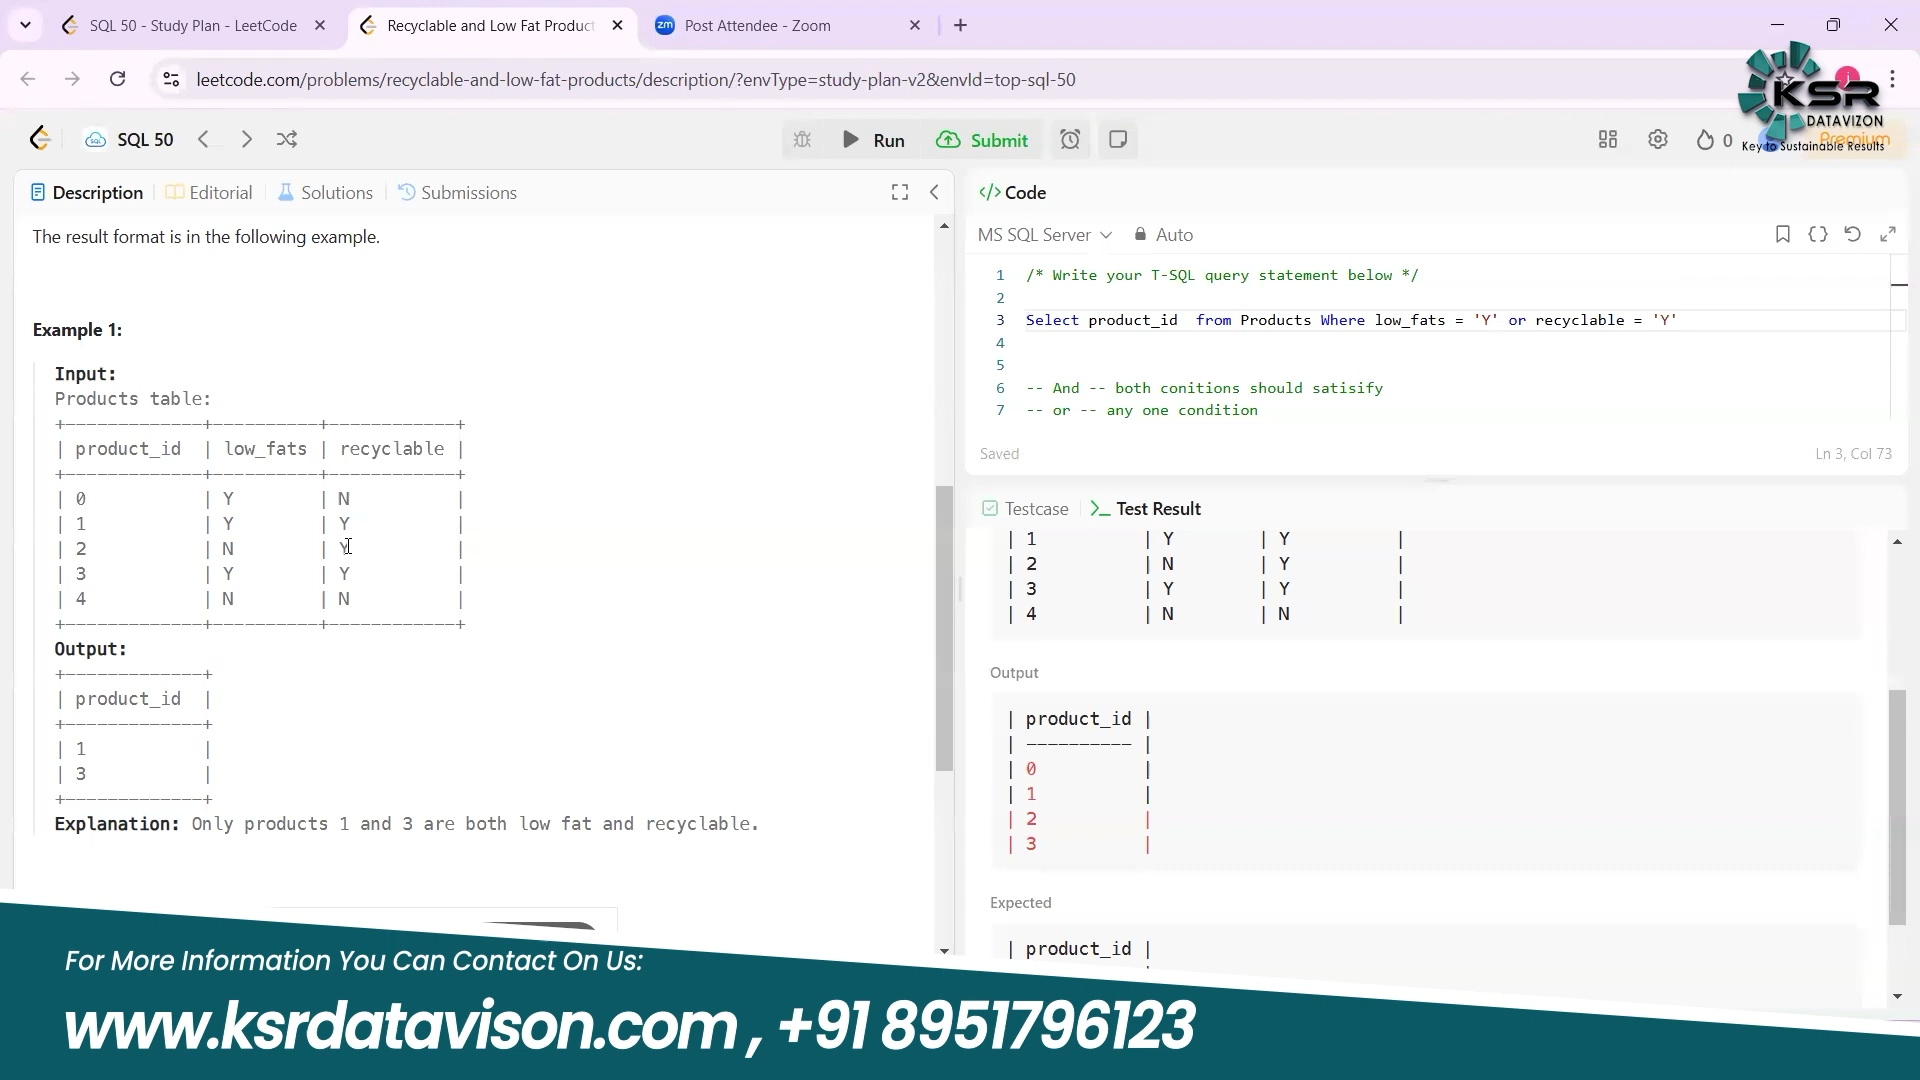 SQL 50 - Study Plan - LeetCode
Recyclable and Low Fat Product
zm Post Attendee - Zoom
leetcode.com/problems/recyclable-and-low-fat-products/description/?envType=study-plan-v2&envId=top-sql-50
KSR
DATAVIZON
Key to Sustainable Results
SQL 50
Run
Submit
0
Premium
Description
Editorial
Solutions
Submissions
The result format is in the following example.
Example 1:
Input:
Products table:
+-------------+----------+------------+
| product_id  | low_fats | recyclable |
+-------------+----------+------------+
| 0           | Y        | N          |
| 1           | Y        | Y          |
| 2           | N        | Y          |
| 3           | Y        | Y          |
| 4           | N        | N          |
+-------------+----------+------------+
Output:
+-------------+
| product_id  |
+-------------+
| 1           |
| 3           |
+-------------+
Explanation: Only products 1 and 3 are both low fat and recyclable.
</> Code
MS SQL Server
Auto
1 /* Write your T-SQL query statement below */
2
3 Select product_id  from Products Where low_fats = 'Y' or recyclable = 'Y'
4
5
6 -- And -- both conitions should satisify
7 -- or -- any one condition
Saved
Ln 3, Col 73
Testcase
Test Result
| 1          | Y        | Y          |
| 2          | N        | Y          |
| 3          | Y        | Y          |
| 4          | N        | N          |
Output
| product_id |
| ---------- |
| 0          |
| 1          |
| 2          |
| 3          |
Expected
| product_id |
For More Information You Can Contact On Us:
www.ksrdatavison.com , +91 8951796123